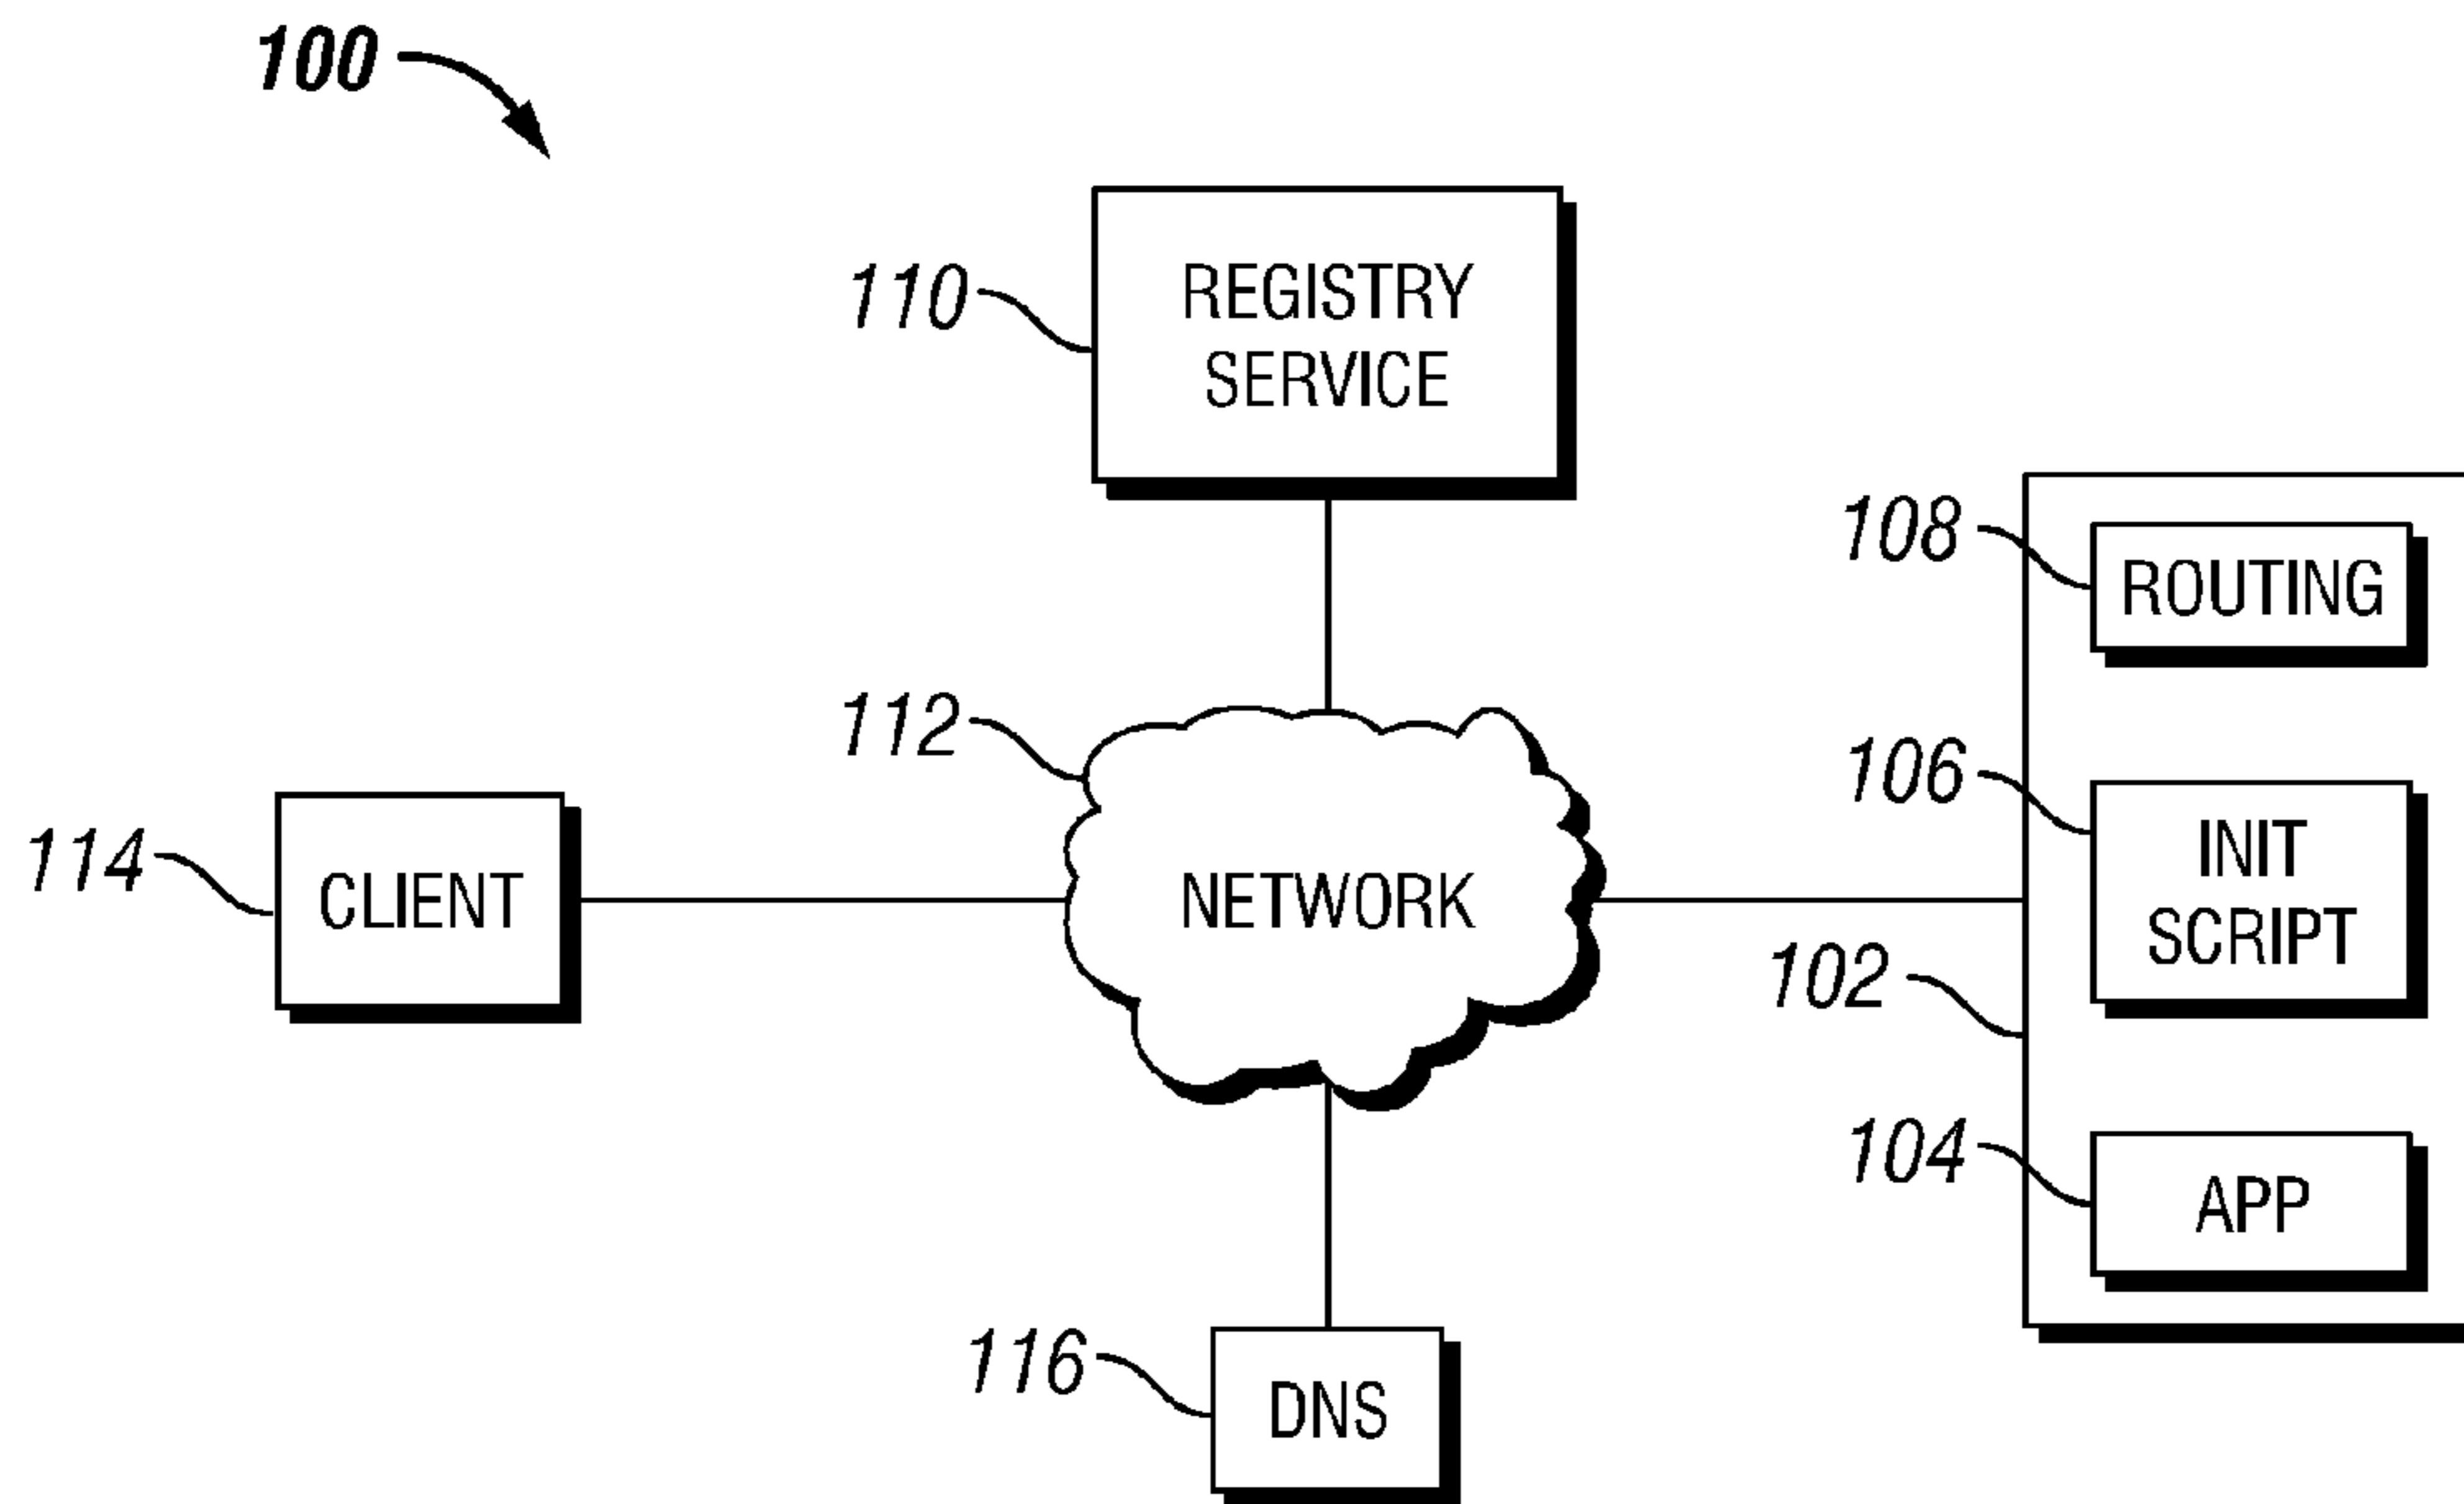 100
110
REGISTRY
SERVICE
108
ROUTING
112
106
INIT
SCRIPT
114
CLIENT
NETWORK
102
104
APP
116
DNS